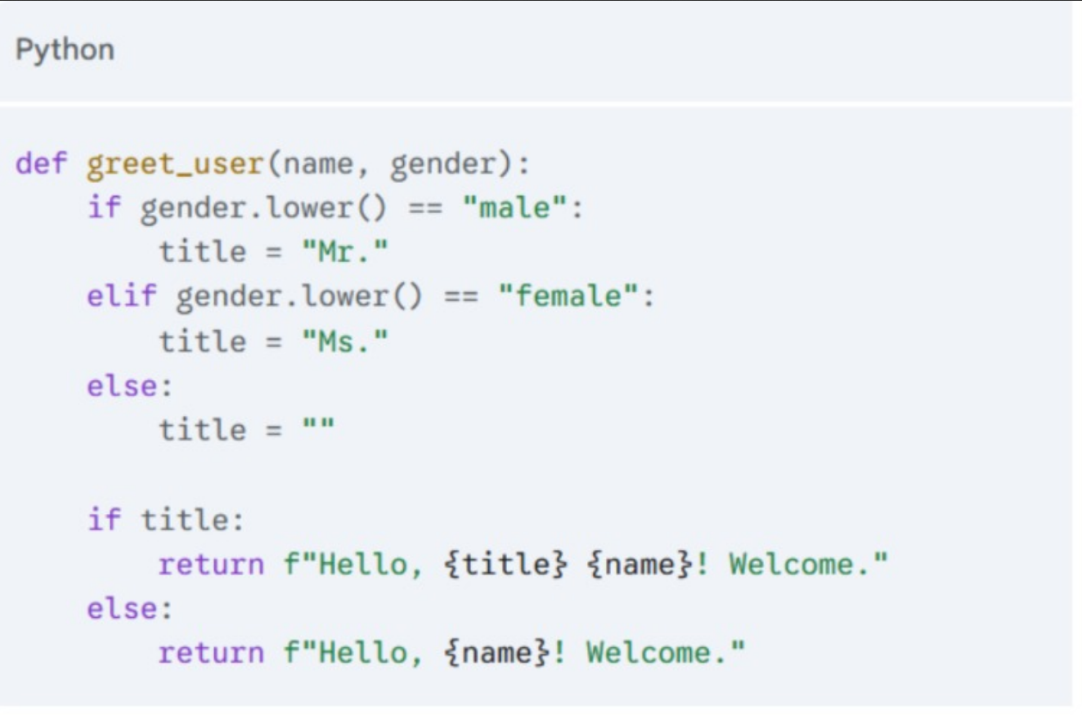 Python
def greet_user(name, gender):
    if gender.lower() == "male":
        title = "Mr."
    elif gender.lower() == "female":
        title = "Ms."
    else:
        title = ""

    if title:
        return f"Hello, {title} {name}! Welcome."
    else:
        return f"Hello, {name}! Welcome."